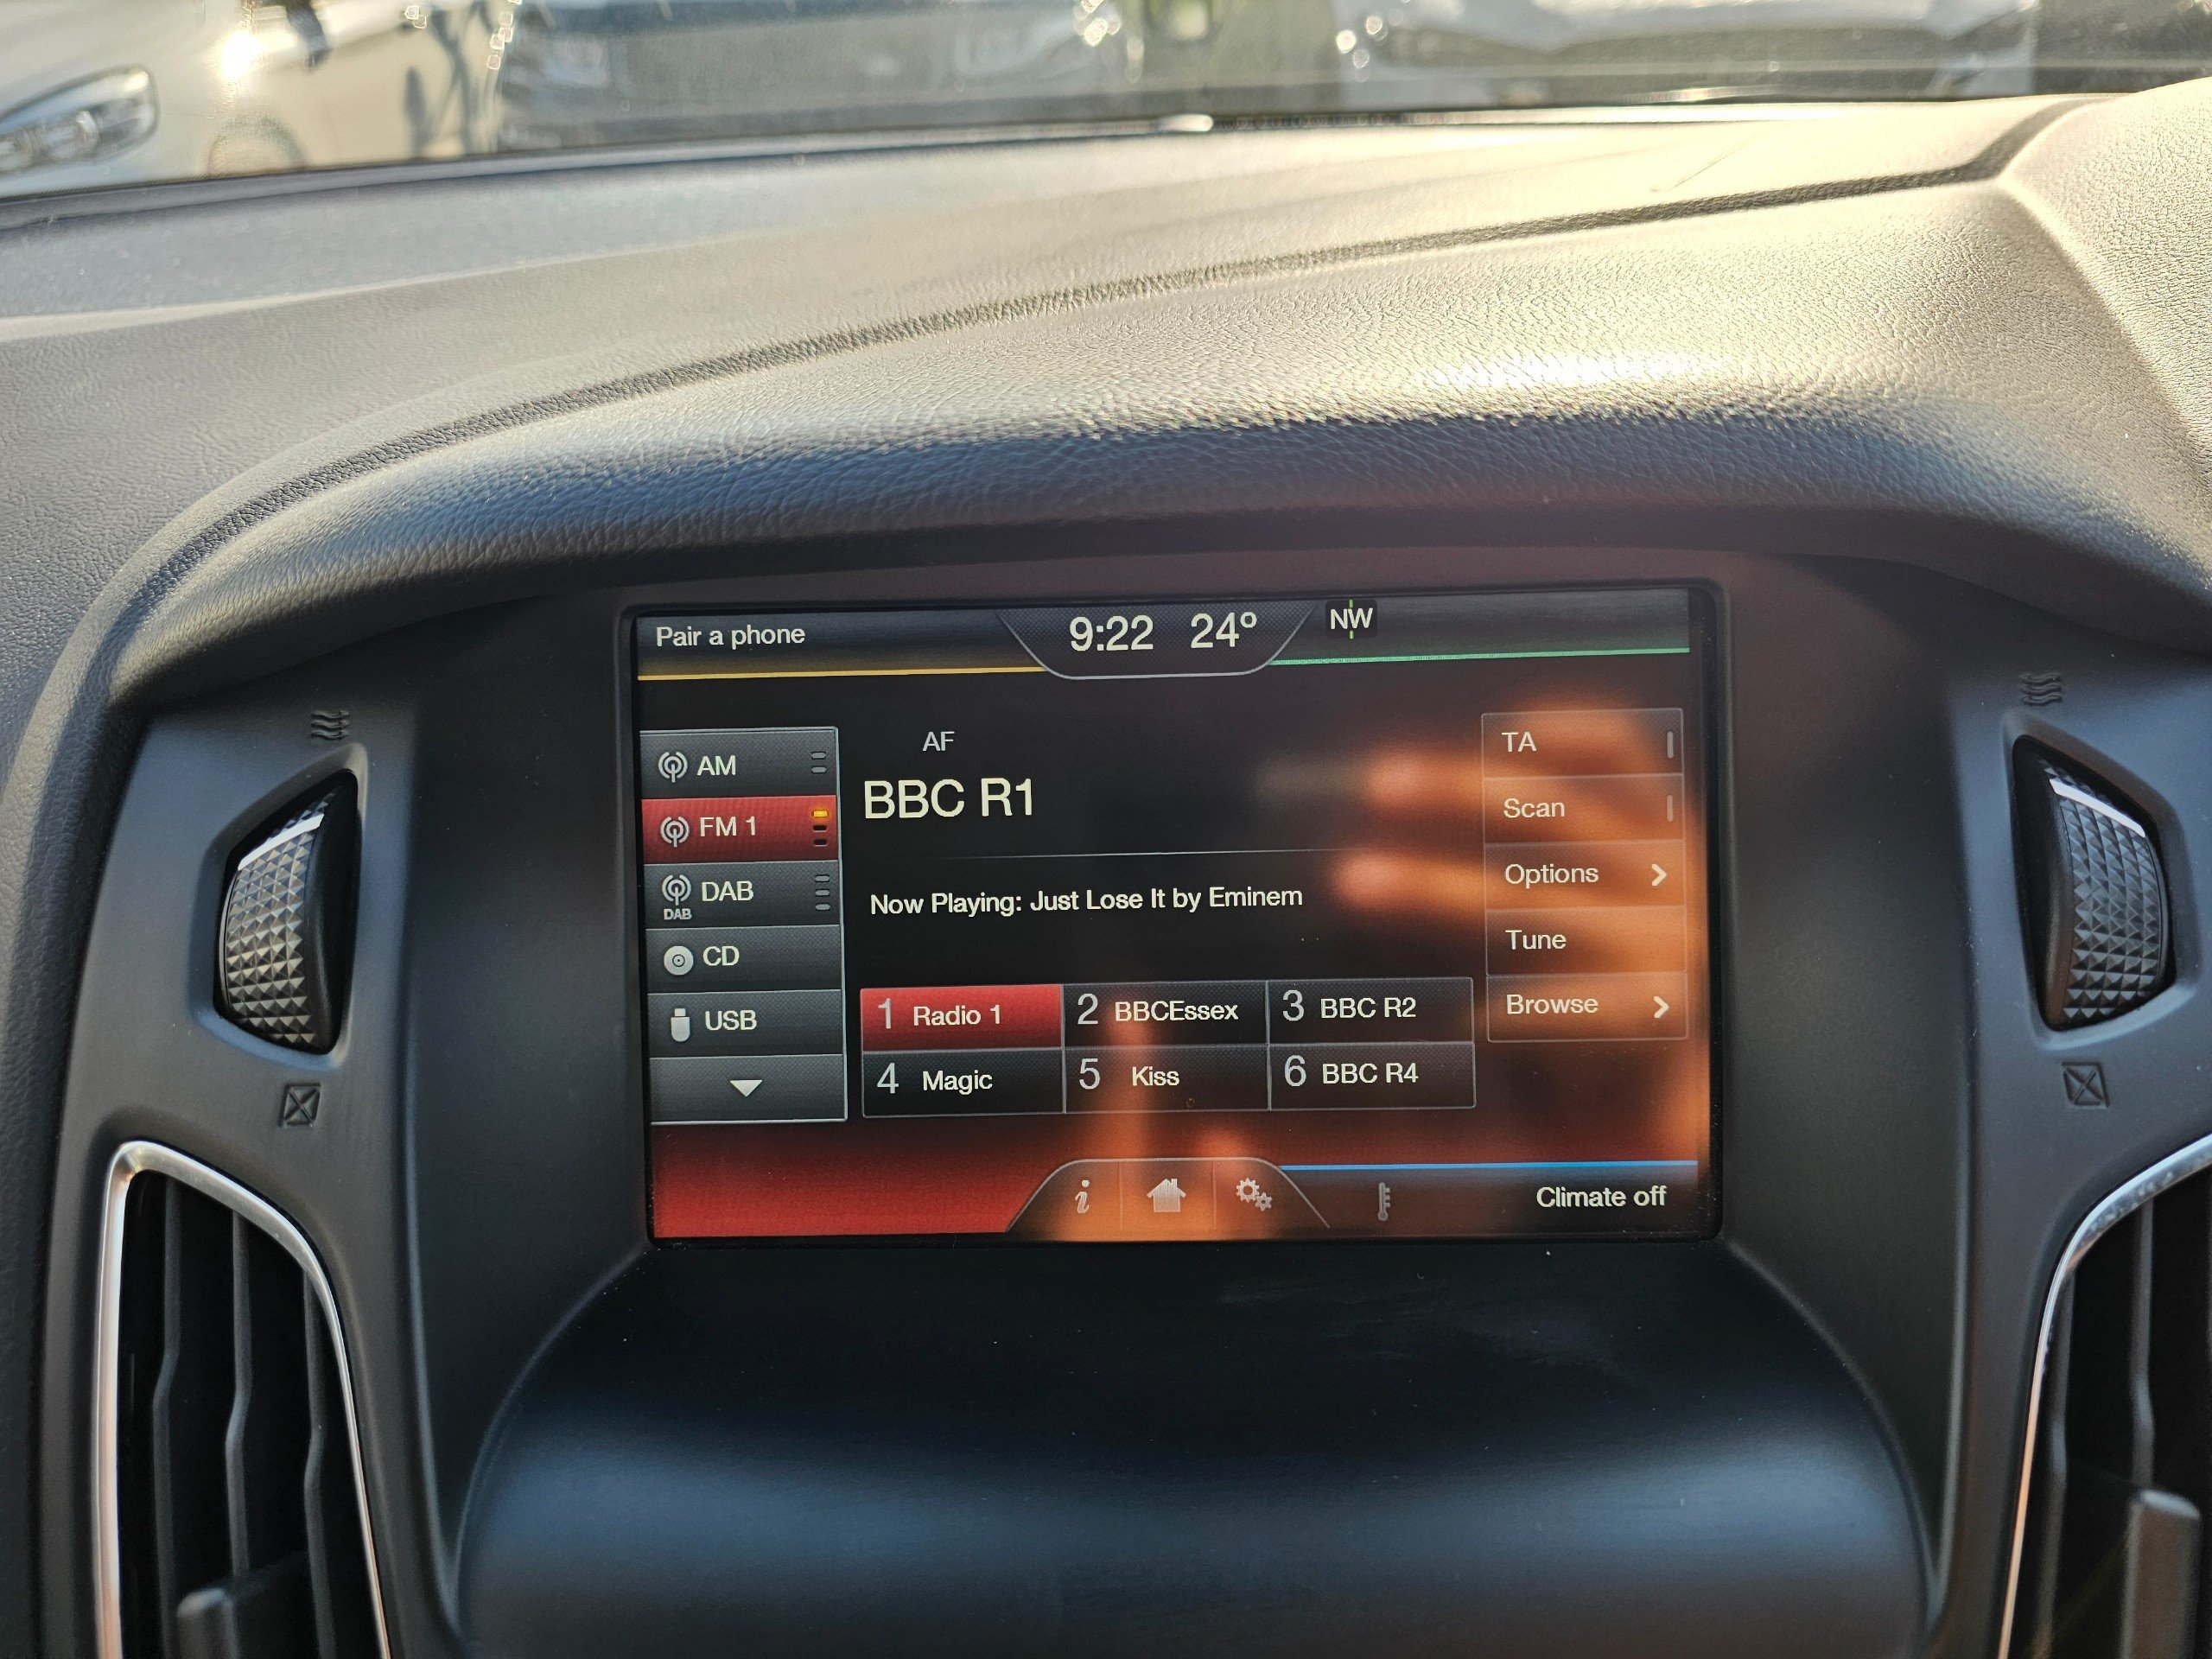 Pair a phone
9:22 24°
NW
AM
FM 1
DAB
DAB
CD
USB
AF
BBC R1
Now Playing: Just Lose It by Eminem
1 Radio 1
2 BBCEssex
3 BBC R2
4 Magic
5 Kiss
6 BBC R4
TA
Scan
Options
Tune
Browse
i
Climate off